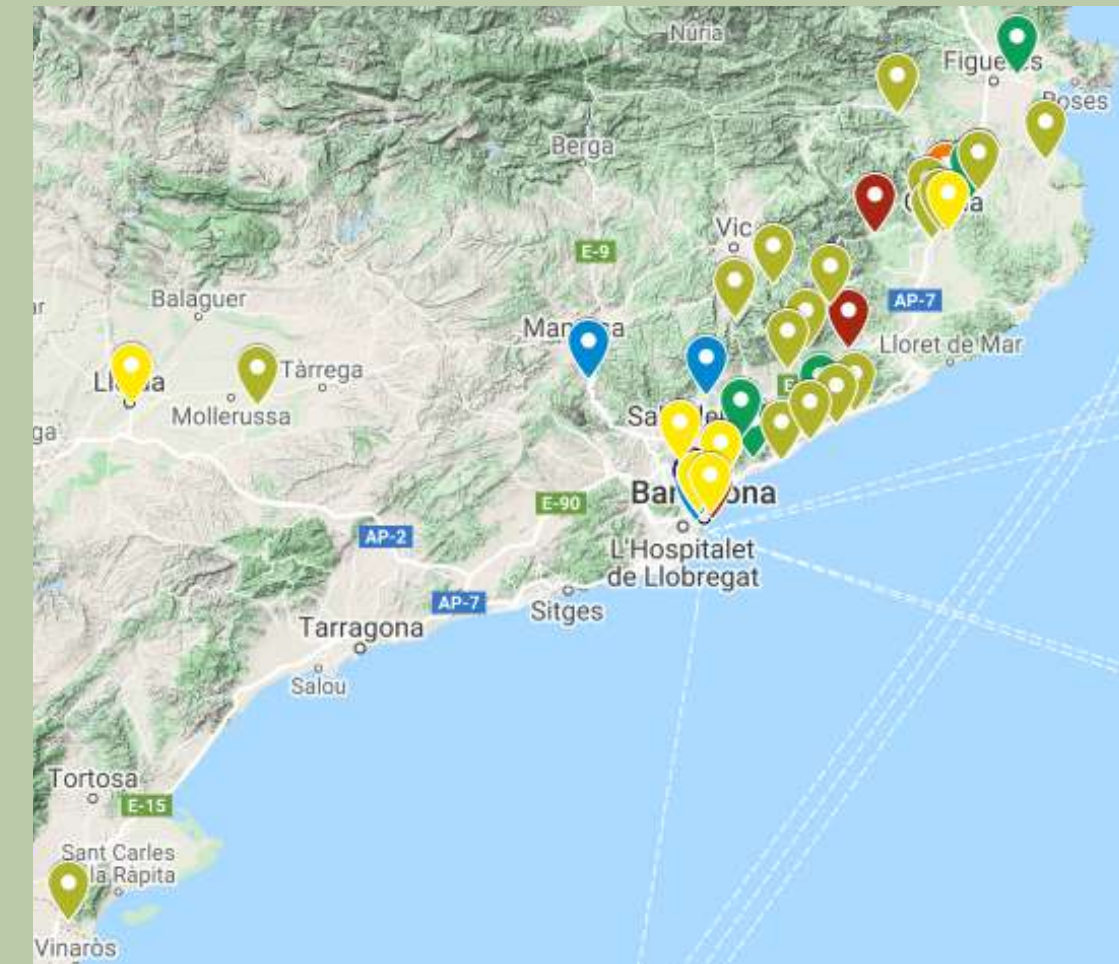 Núria
Figueres
Roses
Berga
Vic
E-9
Balaguer
AP-7
Lloret de Mar
Tàrrega
Mollerussa
E-90
AP-2
L'Hospitalet
de Llobregat
AP-7
Sitges
Tarragona
Salou
Tortosa
E-15
Sant Carles
la Ràpita
Vinaròs